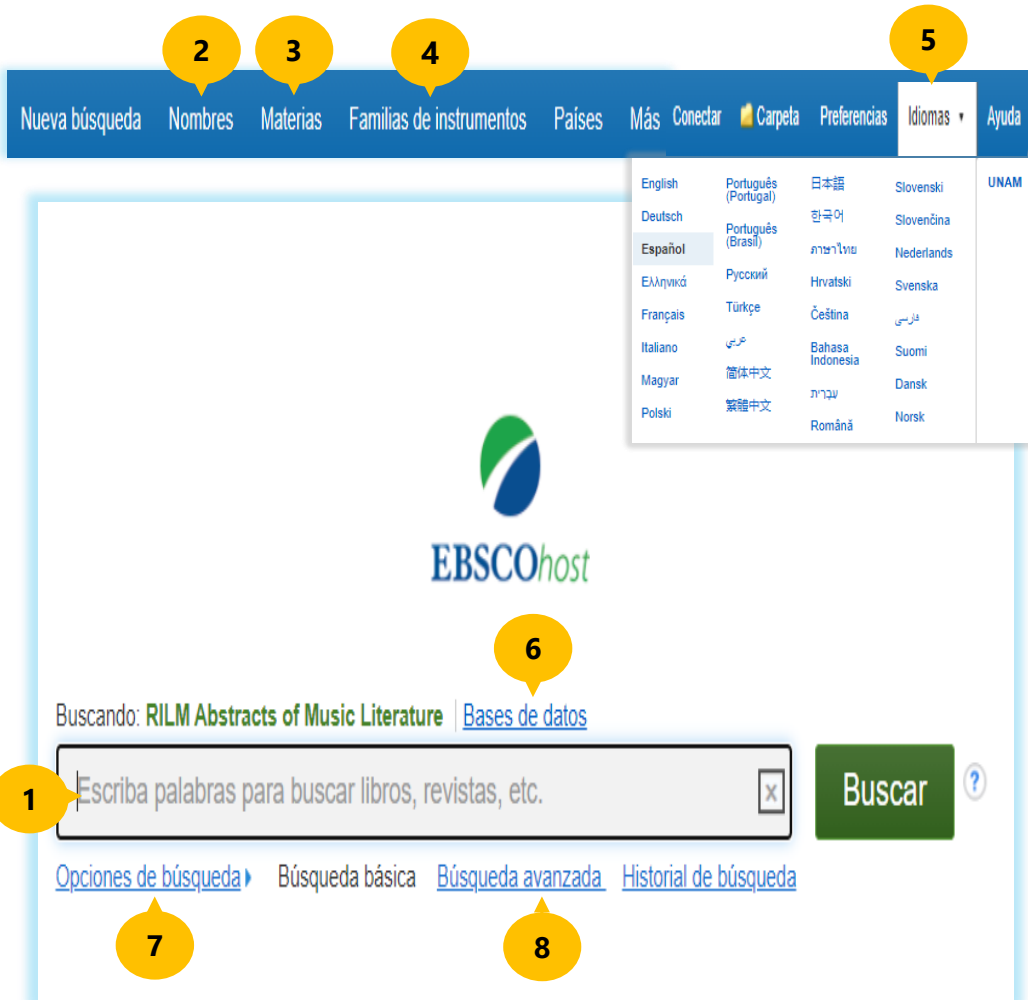 2
3
4
5
Nueva búsqueda Nombres Materias Familias de instrumentos Países Más Conectar Carpeta Preferencias Idiomas Ayuda
English
Deutsch
Español
Ελληνικά
Français
Italiano
Magyar
Polski
Português
(Portugal)
Português
(Brasil)
Русский
Türkçe
عربي
简体中文
繁體中文
日本語
한국어
ภาษาไทย
Hrvatski
Čeština
Bahasa
Indonesia
עברית
Română
Slovenski
Slovenčina
Nederlands
Svenska
فارسی
Suomi
Dansk
Norsk
UNAM
EBSCOhost
6
Buscando: RILM Abstracts of Music Literature Bases de datos
1
Escriba palabras para buscar libros, revistas, etc. x Buscar ?
Opciones de búsqueda Búsqueda básica Búsqueda avanzada Historial de búsqueda
7
8